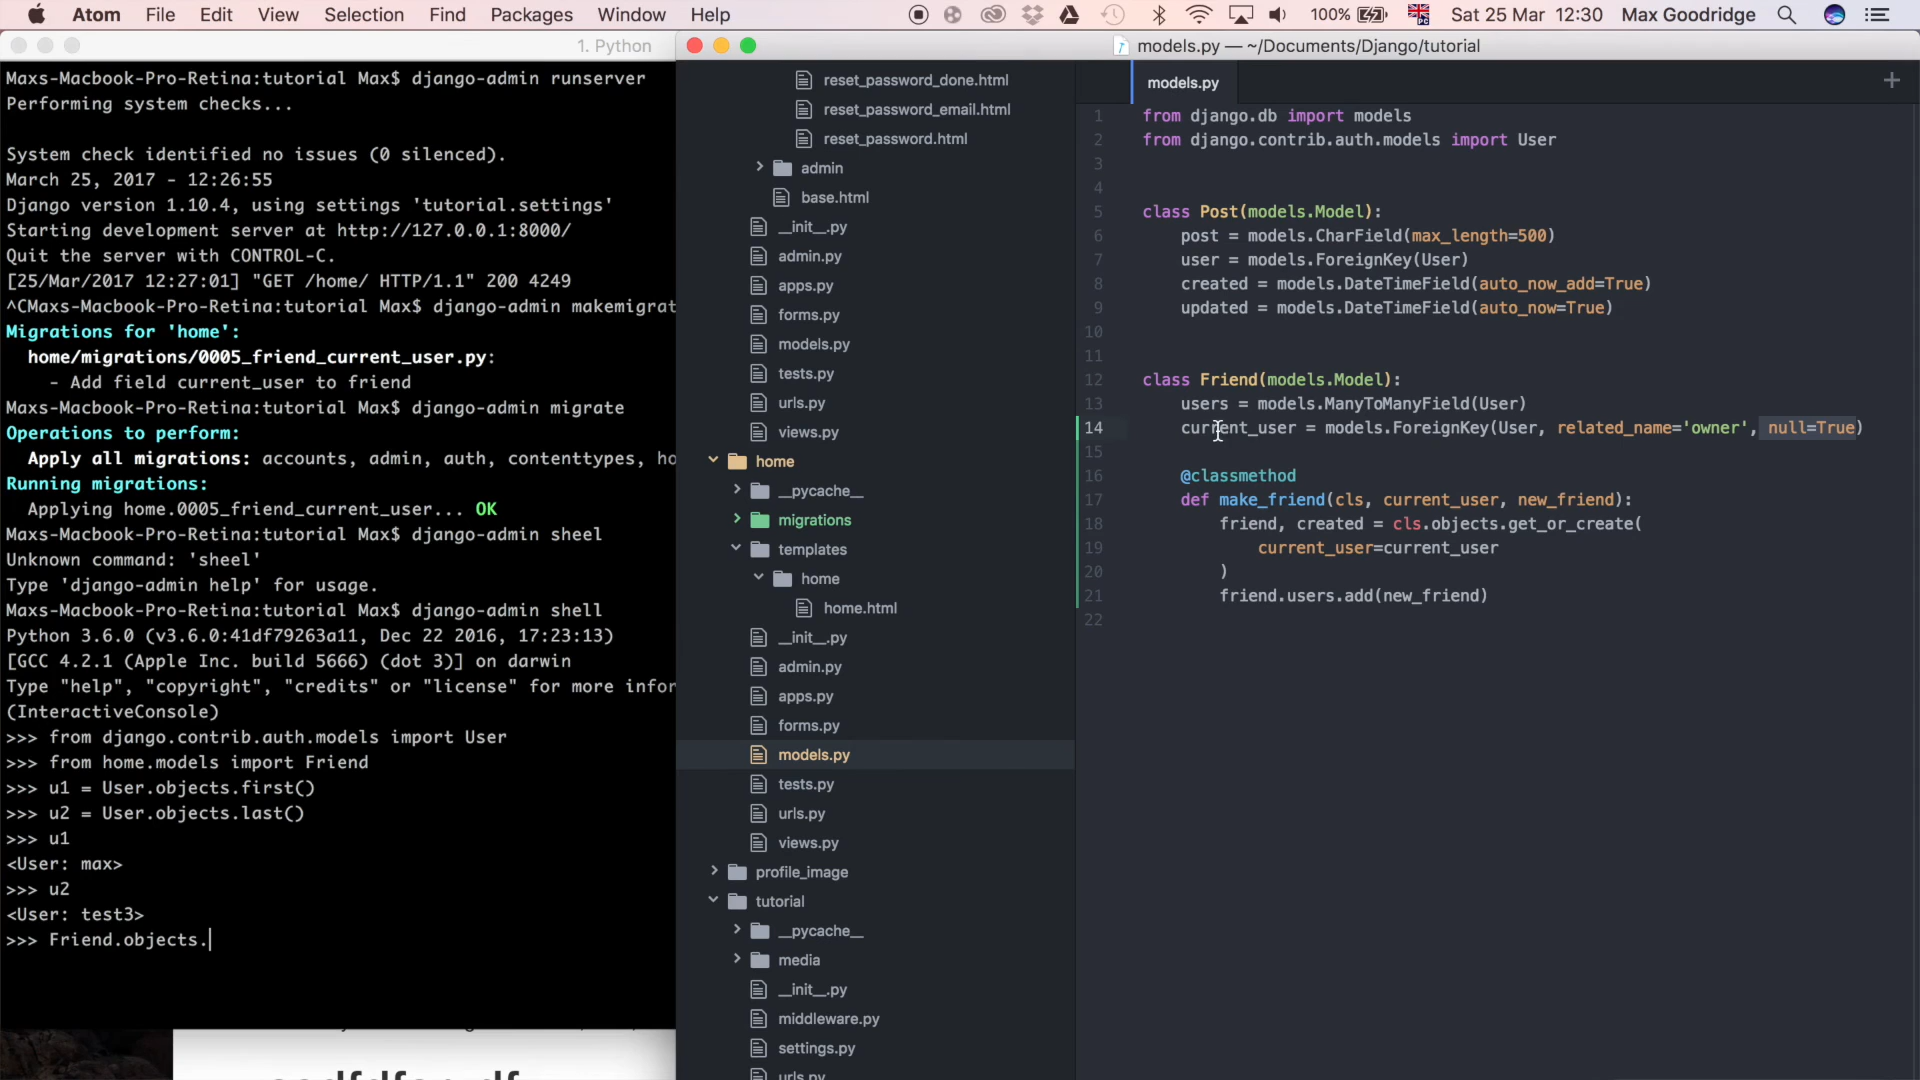 Atom File Edit View Selection Find Packages Window Help 100% Sat 25 Mar 12:30 Max Goodridge
1. Python
Maxs-Macbook-Pro-Retina:tutorial Max$ django-admin runserver
Performing system checks...
System check identified no issues (0 silenced).
March 25, 2017 - 12:26:55
Django version 1.10.4, using settings 'tutorial.settings'
Starting development server at http://127.0.0.1:8000/
Quit the server with CONTROL-C.
[25/Mar/2017 12:27:01] "GET /home/ HTTP/1.1" 200 4249
^CMaxs-Macbook-Pro-Retina:tutorial Max$ django-admin makemigrat
Migrations for 'home':
home/migrations/0005_friend_current_user.py:
- Add field current_user to friend
Maxs-Macbook-Pro-Retina:tutorial Max$ django-admin migrate
Operations to perform:
Apply all migrations: accounts, admin, auth, contenttypes, ho
Running migrations:
Applying home.0005_friend_current_user... OK
Maxs-Macbook-Pro-Retina:tutorial Max$ django-admin sheel
Unknown command: 'sheel'
Type 'django-admin help' for usage.
Maxs-Macbook-Pro-Retina:tutorial Max$ django-admin shell
Python 3.6.0 (v3.6.0:41df79263a11, Dec 22 2016, 17:23:13)
[GCC 4.2.1 (Apple Inc. build 5666) (dot 3)] on darwin
Type "help", "copyright", "credits" or "license" for more infor
(InteractiveConsole)
>>> from django.contrib.auth.models import User
>>> from home.models import Friend
>>> u1 = User.objects.first()
>>> u2 = User.objects.last()
>>> u1
<User: max>
>>> u2
<User: test3>
>>> Friend.objects.
models.py — ~/Documents/Django/tutorial
reset_password_done.html
reset_password_email.html
reset_password.html
admin
base.html
__init__.py
admin.py
apps.py
forms.py
models.py
tests.py
urls.py
views.py
home
__pycache__
migrations
templates
home
home.html
__init__.py
admin.py
apps.py
forms.py
models.py
tests.py
urls.py
views.py
profile_image
tutorial
__pycache__
media
__init__.py
middleware.py
settings.py
urls.py
models.py
1 from django.db import models
2 from django.contrib.auth.models import User
3
4
5 class Post(models.Model):
6 post = models.CharField(max_length=500)
7 user = models.ForeignKey(User)
8 created = models.DateTimeField(auto_now_add=True)
9 updated = models.DateTimeField(auto_now=True)
10
11
12 class Friend(models.Model):
13 users = models.ManyToManyField(User)
14 current_user = models.ForeignKey(User, related_name='owner', null=True)
15
16 @classmethod
17 def make_friend(cls, current_user, new_friend):
18 friend, created = cls.objects.get_or_create(
19 current_user=current_user
20 )
21 friend.users.add(new_friend)
22